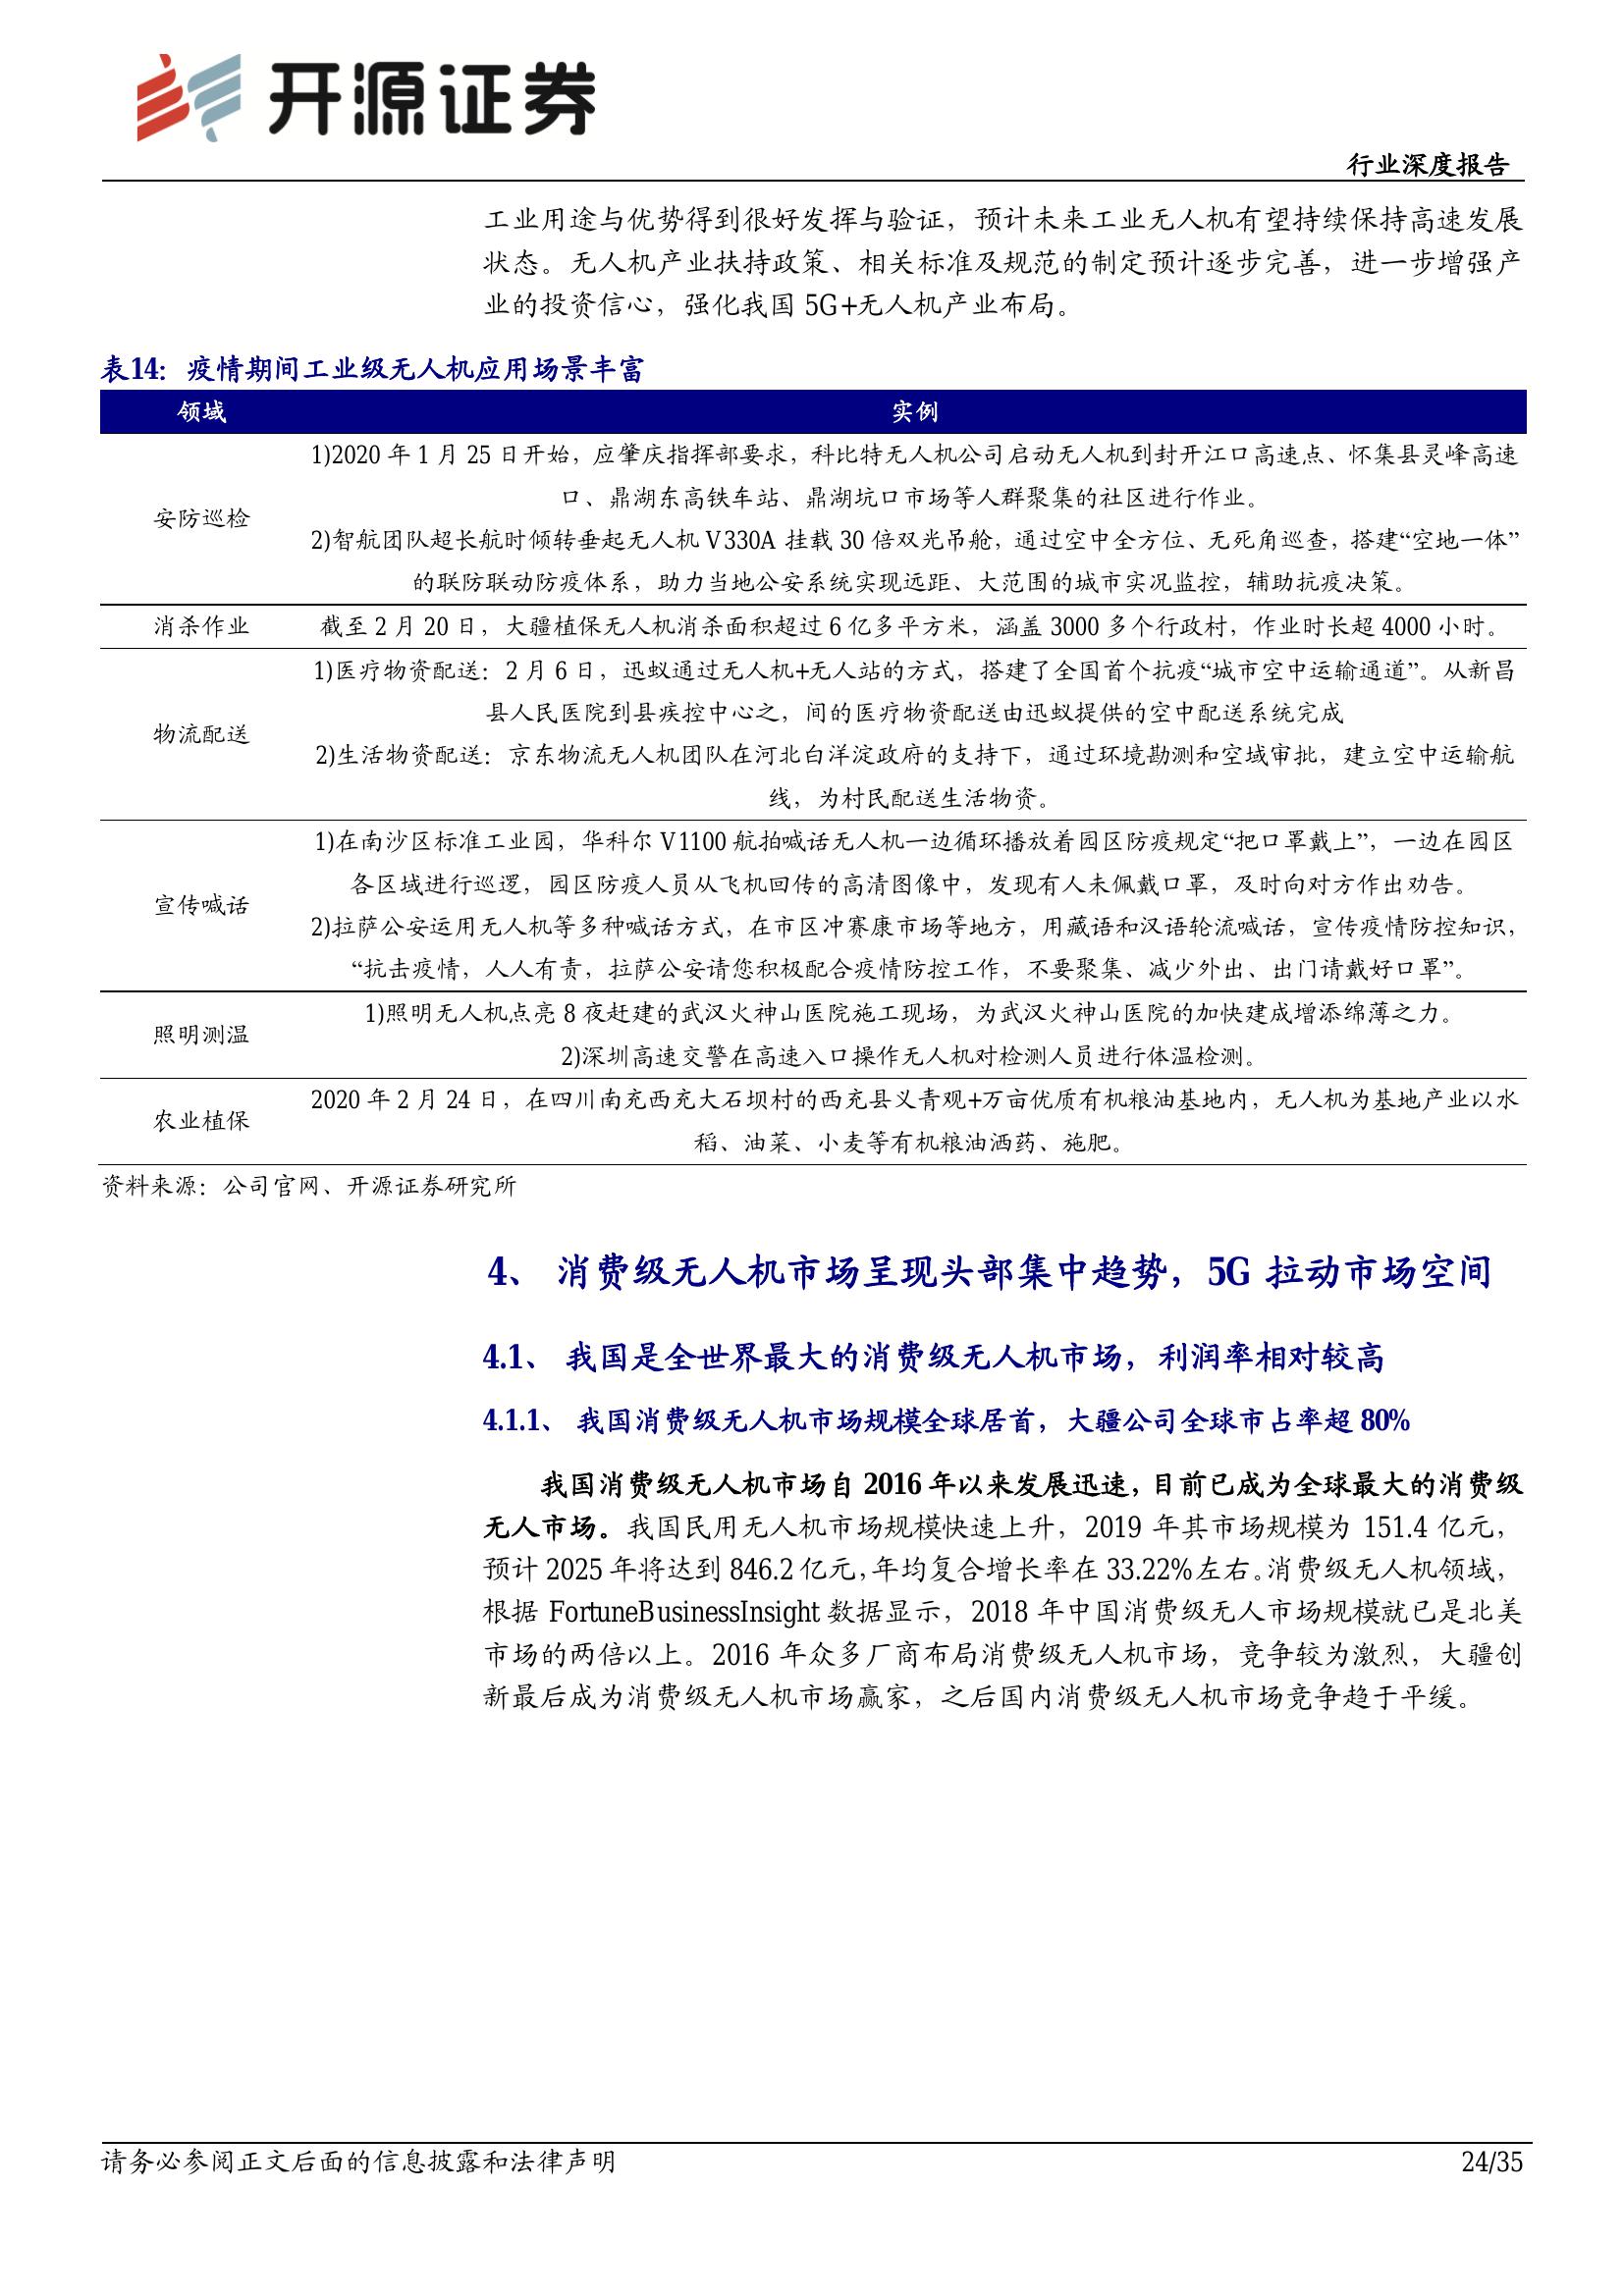 开源证券
行业深度报告
工业用途与优势得到很好发挥与验证，预计未来工业无人机有望持续保持高速发展
状态。无人机产业扶持政策、相关标准及规范的制定预计逐步完善，进一步增强产
业的投资信心，强化我国 5G+无人机产业布局。
表14：疫情期间工业级无人机应用场景丰富
领域 实例
1)2020 年 1 月 25 日开始，应肇庆指挥部要求，科比特无人机公司启动无人机到封开江口高速点、怀集县灵峰高速
口、鼎湖东高铁车站、鼎湖坑口市场等人群聚集的社区进行作业。
安防巡检
2)智航团队超长航时倾转垂起无人机 V330A 挂载 30 倍双光吊舱，通过空中全方位、无死角巡查，搭建“空地一体”
的联防联动防疫体系，助力当地公安系统实现远距、大范围的城市实况监控，辅助抗疫决策。
消杀作业 截至 2 月 20 日，大疆植保无人机消杀面积超过 6 亿多平方米，涵盖 3000 多个行政村，作业时长超 4000 小时。
1)医疗物资配送：2 月 6 日，迅蚁通过无人机+无人站的方式，搭建了全国首个抗疫“城市空中运输通道”。从新昌
县人民医院到县疾控中心之，间的医疗物资配送由迅蚁提供的空中配送系统完成
物流配送
2)生活物资配送：京东物流无人机团队在河北白洋淀政府的支持下，通过环境勘测和空域审批，建立空中运输航
线，为村民配送生活物资。
1)在南沙区标准工业园，华科尔 V1100 航拍喊话无人机一边循环播放着园区防疫规定“把口罩戴上”，一边在园区
各区域进行巡逻，园区防疫人员从飞机回传的高清图像中，发现有人未佩戴口罩，及时向对方作出劝告。
宣传喊话
2)拉萨公安运用无人机等多种喊话方式，在市区冲赛康市场等地方，用藏语和汉语轮流喊话，宣传疫情防控知识，
“抗击疫情，人人有责，拉萨公安请您积极配合疫情防控工作，不要聚集、减少外出、出门请戴好口罩”。
1)照明无人机点亮 8 夜赶建的武汉火神山医院施工现场，为武汉火神山医院的加快建成增添绵薄之力。
照明测温
2)深圳高速交警在高速入口操作无人机对检测人员进行体温检测。
2020 年 2 月 24 日，在四川南充西充大石坝村的西充县义青观+万亩优质有机粮油基地内，无人机为基地产业以水
农业植保
稻、油菜、小麦等有机粮油洒药、施肥。
资料来源：公司官网、开源证券研究所
4、 消费级无人机市场呈现头部集中趋势，5G 拉动市场空间
4.1、 我国是全世界最大的消费级无人机市场，利润率相对较高
4.1.1、 我国消费级无人机市场规模全球居首，大疆公司全球市占率超 80%
我国消费级无人机市场自 2016 年以来发展迅速，目前已成为全球最大的消费级
无人市场。我国民用无人机市场规模快速上升，2019 年其市场规模为 151.4 亿元，
预计 2025 年将达到 846.2 亿元，年均复合增长率在 33.22%左右。消费级无人机领域，
根据 FortuneBusinessInsight 数据显示，2018 年中国消费级无人市场规模就已是北美
市场的两倍以上。2016 年众多厂商布局消费级无人机市场，竞争较为激烈，大疆创
新最后成为消费级无人机市场赢家，之后国内消费级无人机市场竞争趋于平缓。
请务必参阅正文后面的信息披露和法律声明 24/35